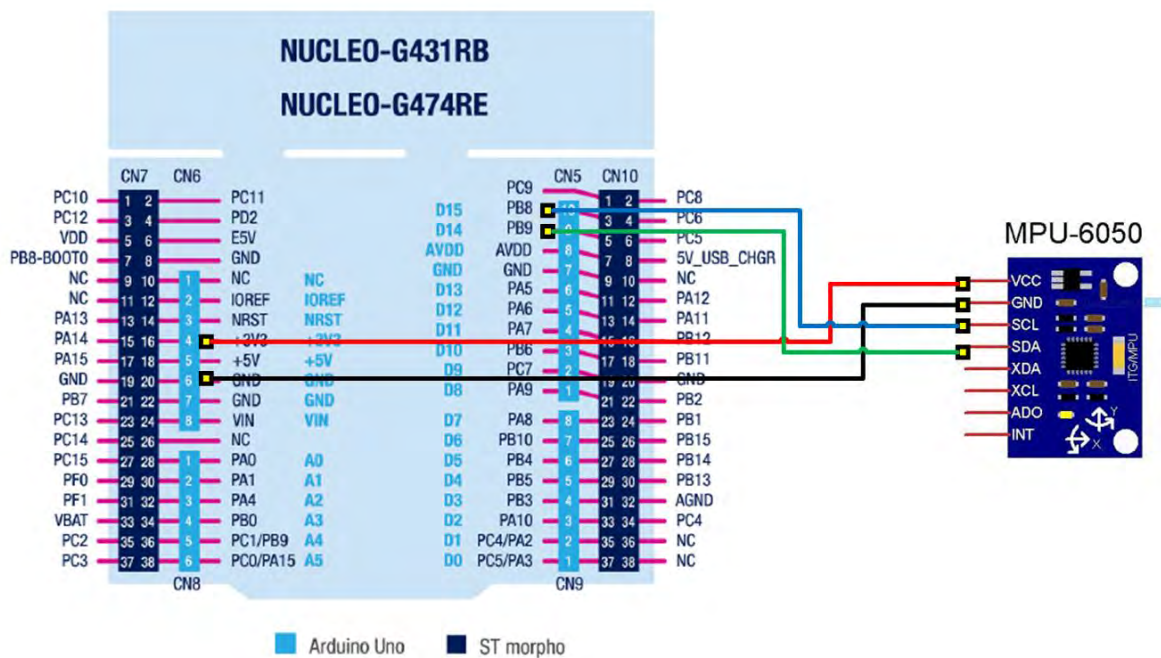 NUCLEO-G431RB
NUCLEO-G474RE
CN7 CN6 CN5 CN10
PC10 1 2 PC11 PC9 1 2 PC8
PC12 3 4 PD2 D15 PB8 10 3 4 PC6
VDD 5 6 E5V D14 PB9 9 5 6 PC5
PB8-BOOT0 7 8 GND AVDD AVDD 8 7 8 5V_USB_CHGR
NC 9 10 1 NC NC GND GND 7 9 10 NC
NC 11 12 2 IOREF IOREF D13 PA5 6 11 12 PA12
PA13 13 14 3 NRST NRST D12 PA6 5 13 14 PA11
PA14 15 16 4 +3V3 +3V3 D11 PA7 4 15 16 PB12
PA15 17 18 5 +5V +5V D10 PB6 3 17 18 PB11
GND 19 20 6 GND GND D9 PC7 2 19 20 GND
PB7 21 22 7 GND GND D8 PA9 1 21 22 PB2
PC13 23 24 8 VIN VIN D7 PA8 8 23 24 PB1
PC14 25 26 NC D6 PB10 7 25 26 PB15
PC15 27 28 1 PA0 A0 D5 PB4 6 27 28 PB14
PF0 29 30 2 PA1 A1 D4 PB5 5 29 30 PB13
PF1 31 32 3 PA4 A2 D3 PB3 4 31 32 AGND
VBAT 33 34 4 PB0 A3 D2 PA10 3 33 34 PC4
PC2 35 36 5 PC1/PB9 A4 D1 PC4/PA2 2 35 36 NC
PC3 37 38 6 PC0/PA15 A5 D0 PC5/PA3 1 37 38 NC
CN8 CN9
Arduino Uno ST morpho
MPU-6050
VCC
GND
SCL
SDA
XDA
XCL
ADO
INT
ITG/MPU
Y
X